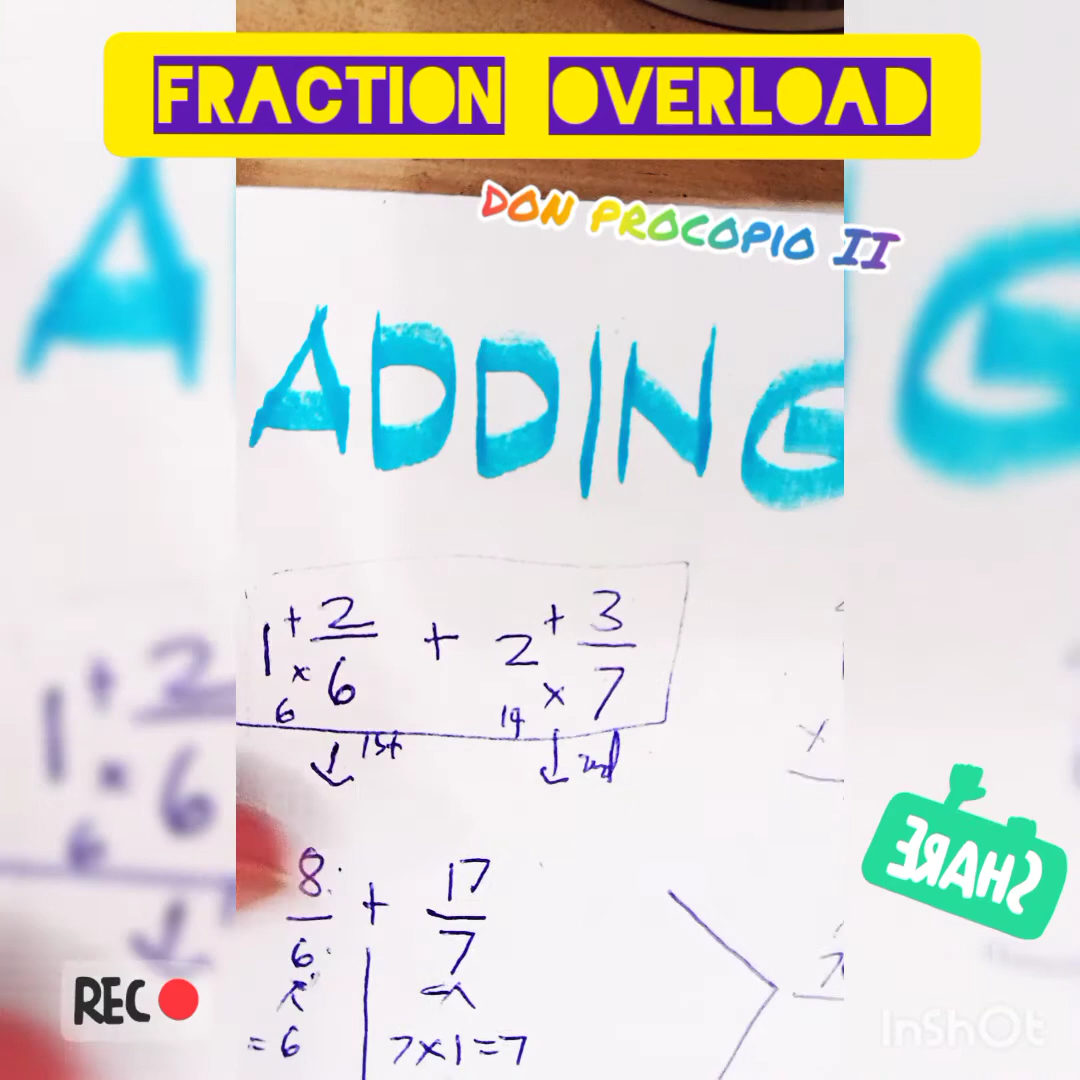 FRACTION OVERLOAD
DON PROCOPIO II
ADDING
1 + 2/6 + 2 + 3/7
× ×
6 14
↓ 1st ↓ 2nd
8/6 + 17/7
= 6 | 7×1=7
×
SHARE
REC
InShOt